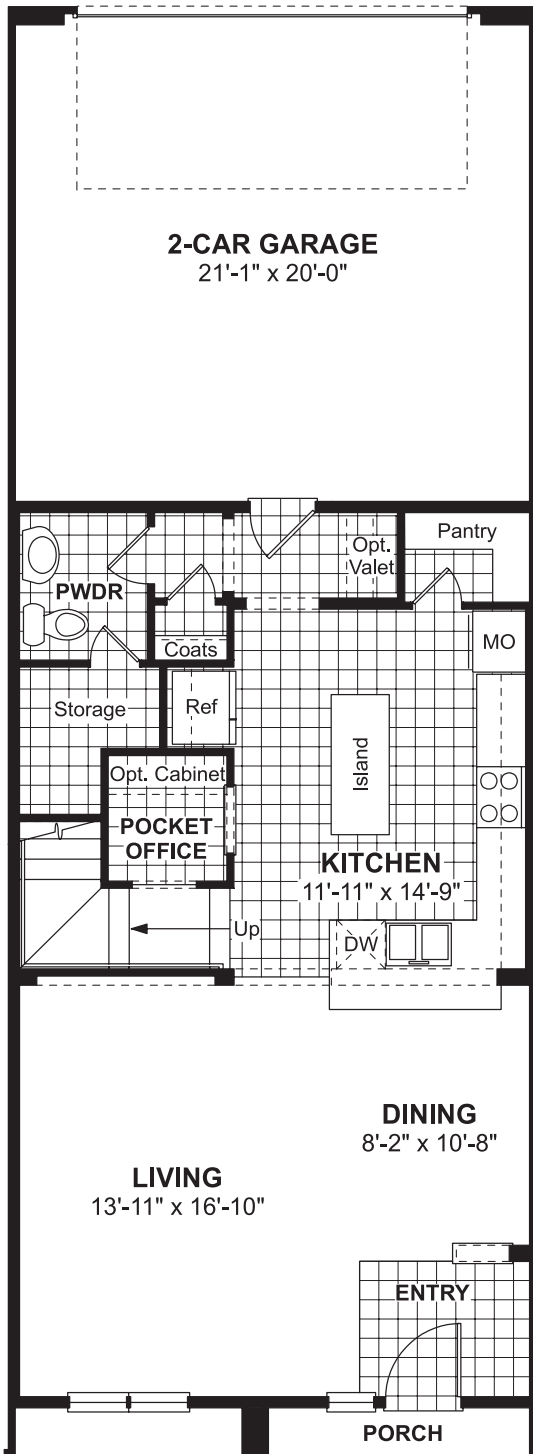 2-CAR GARAGE
21'-1" x 20'-0"
Pantry
Opt.
Valet
PWDR
Coats
MO
Storage
Ref
Island
Opt. Cabinet
POCKET
OFFICE
KITCHEN
11'-11" x 14'-9"
Up
DW
DINING
8'-2" x 10'-8"
LIVING
13'-11" x 16'-10"
ENTRY
PORCH